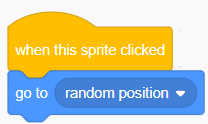 when this sprite clicked
go to random position